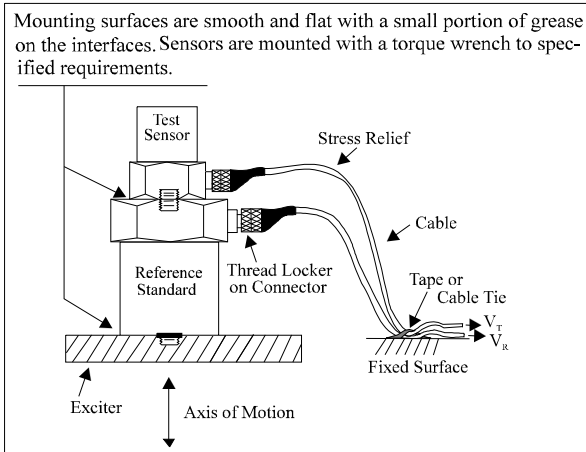 Mounting surfaces are smooth and flat with a small portion of grease
on the interfaces. Sensors are mounted with a torque wrench to spec-
ified requirements.
Test
Sensor
Stress Relief
Cable
Reference
Standard
Thread Locker
on Connector
Tape or
Cable Tie
V_T
V_R
Fixed Surface
Exciter
Axis of Motion